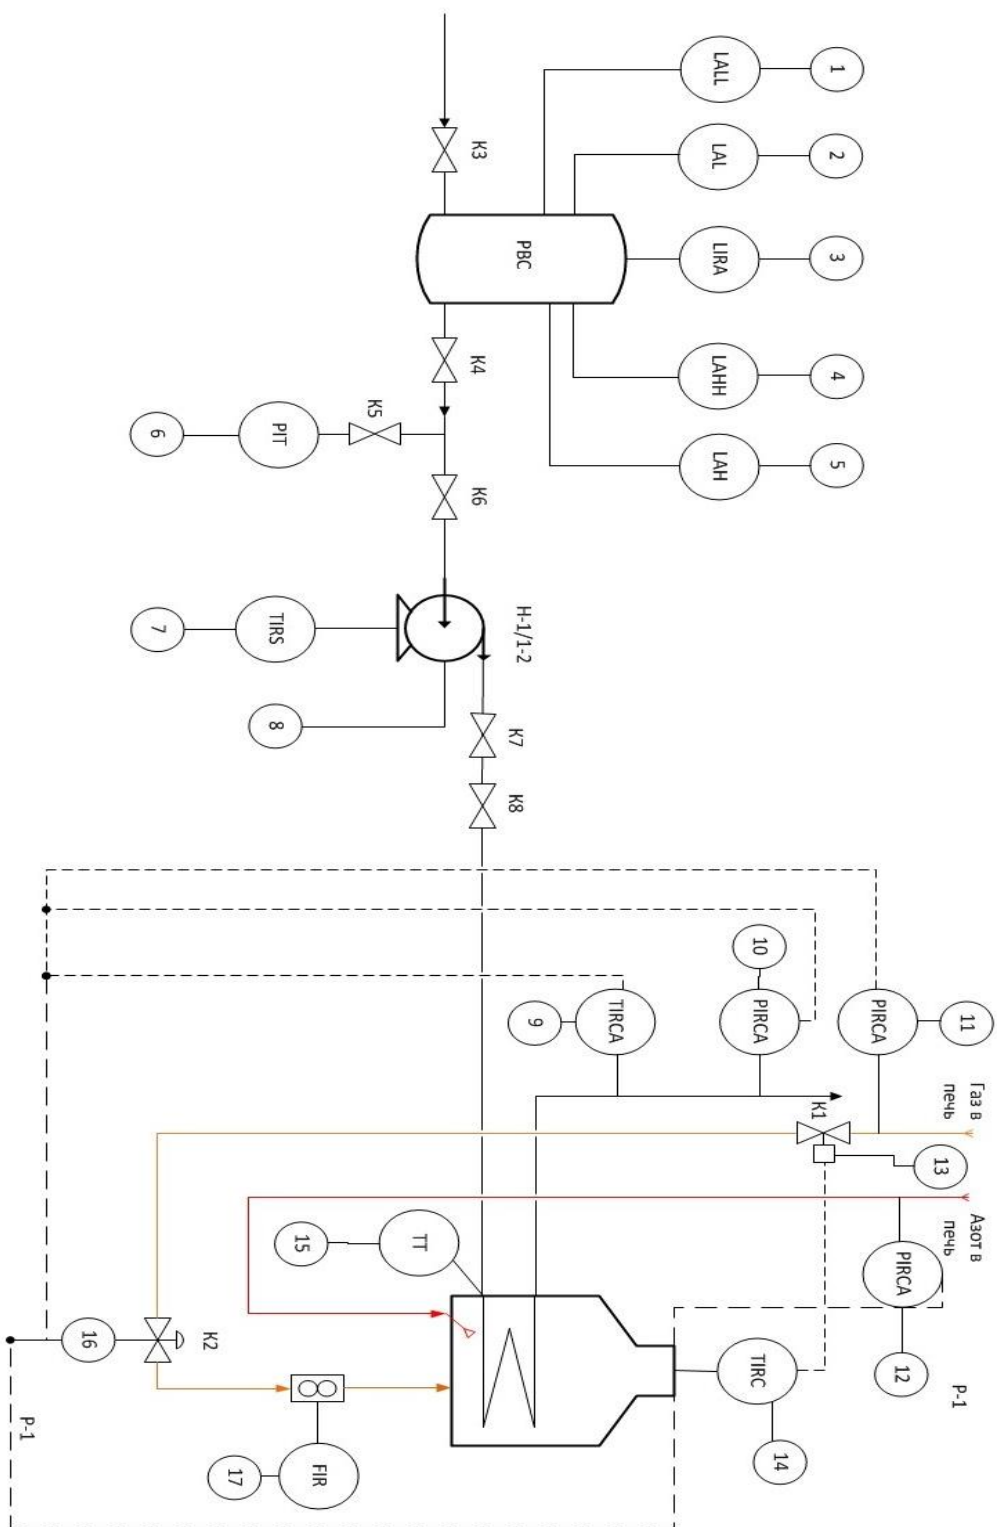 Газ в
печь
Азот в
печь
11
13
12
P-1
PIRCA
PIRCA
1
2
3
4
5
K1
14
10
PIRCA
TIRC
LALL
LAL
LIRA
LAHH
LAH
TIRCA
9
РВС
Н-1/1-2
K7
K8
K3
K4
K6
TT
K5
FIR
15
PIT
TIRS
8
17
K2
6
7
16
P-1